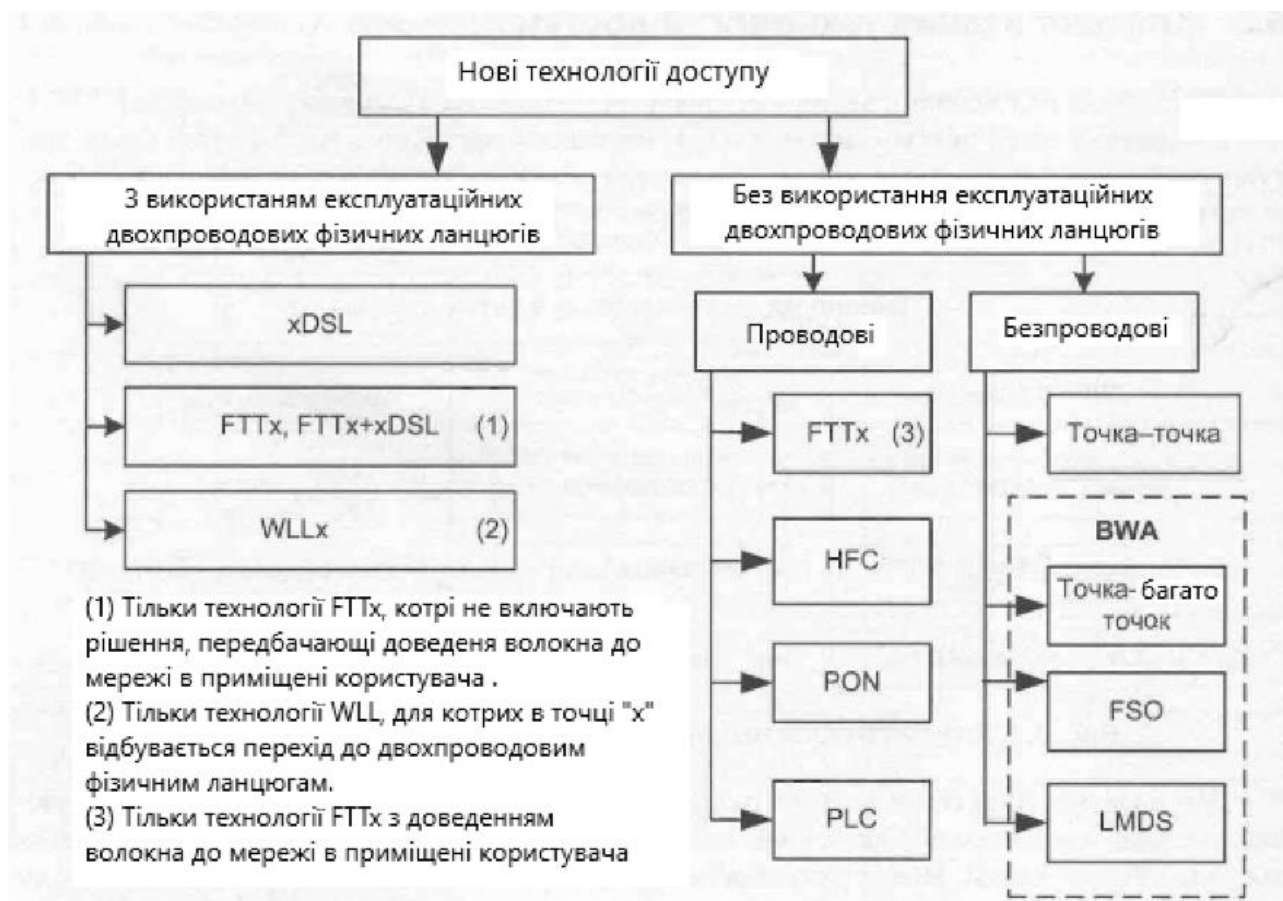 Нові технології доступу
З використаням експлуатаційних
двохпроводових фізичних ланцюгів
Без використання експлуатаційних
двохпроводових фізичних ланцюгів
xDSL
FTTx, FTTx+xDSL (1)
WLLx (2)
Проводові
Безпроводові
FTTx (3)
HFC
PON
PLC
Точка–точка
BWA
Точка-багато
точок
FSO
LMDS
(1) Тільки технології FTTx, котрі не включають
рішення, передбачающі доведеня волокна до
мережі в приміщені користувача .
(2) Тільки технології WLL, для котрих в точці "x"
відбувається перехід до двохпроводовим
фізичним ланцюгам.
(3) Тільки технології FTTx з доведенням
волокна до мережі в приміщені користувача